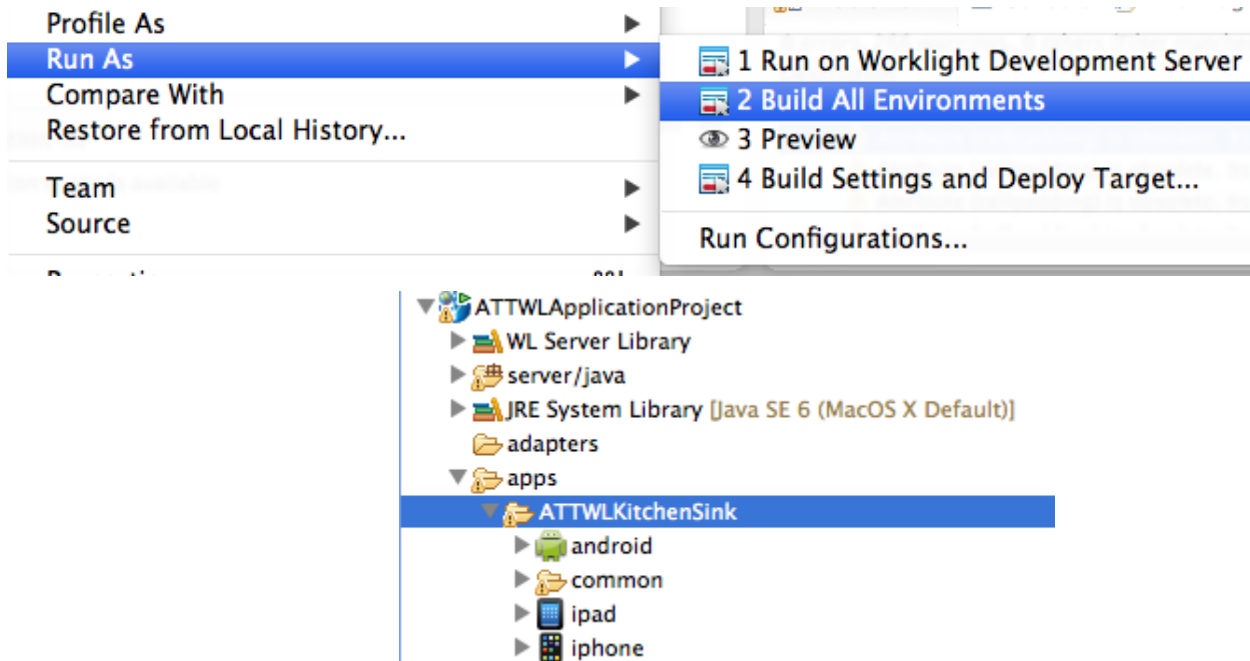 Profile As
Run As
Compare With
Restore from Local History...
Team
Source
1 Run on Worklight Development Server
2 Build All Environments
3 Preview
4 Build Settings and Deploy Target...
Run Configurations...
ATTWLApplicationProject
WL Server Library
server/java
JRE System Library [Java SE 6 (MacOS X Default)]
adapters
apps
ATTWLKitchenSink
android
common
ipad
iphone